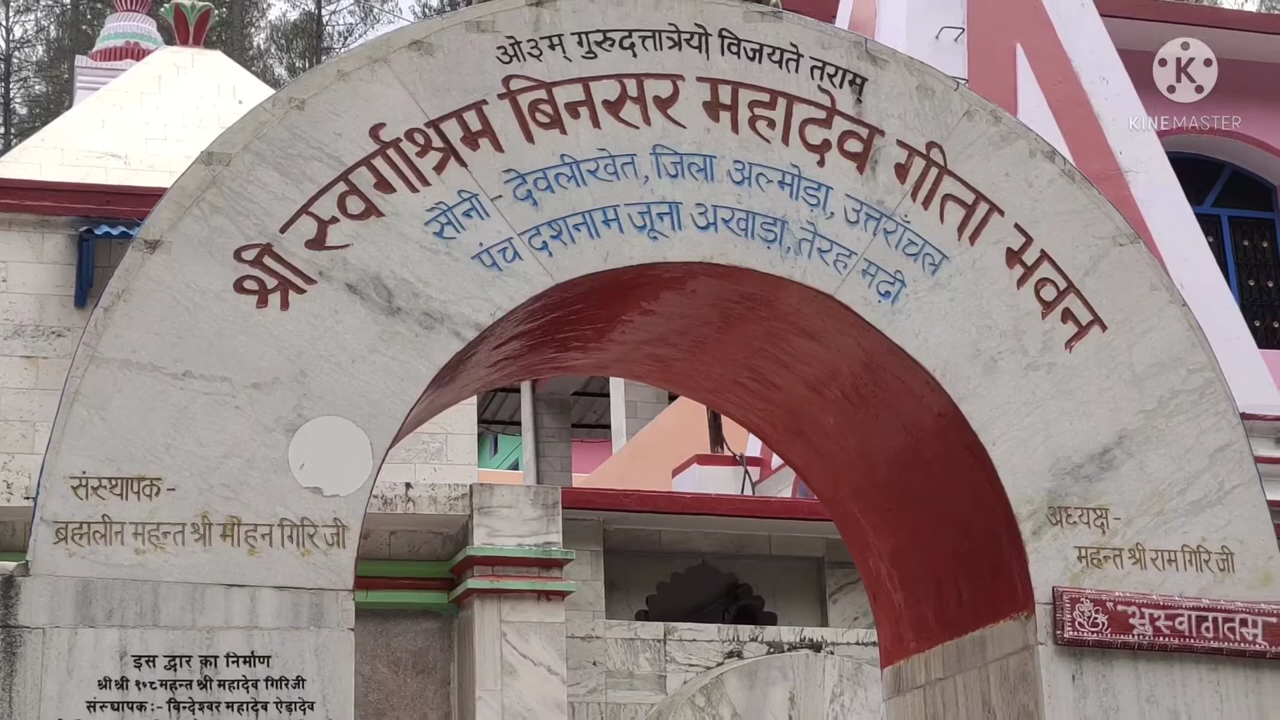 ओ३म् गुरुदत्तात्रेयो विजयते तराम्
श्री स्वर्गाश्रम बिनसर महादेव गीता भवन
सौनी - देवलीखेत, जिला अल्मोड़ा, उत्तराँचल
पंच दशनाम जूना अखाड़ा, तेरह मढ़ी
संस्थापक -
ब्रह्मलीन महन्त श्री मोहन गिरि जी
अध्यक्ष -
महन्त श्री राम गिरि जी
सुस्वागतम्
इस द्वार का निर्माण
श्री श्री १०८ महन्त श्री महादेव गिरि जी
संस्थापक :- बिन्देश्वर महादेव ऐड़ादेव
K
KINEMASTER